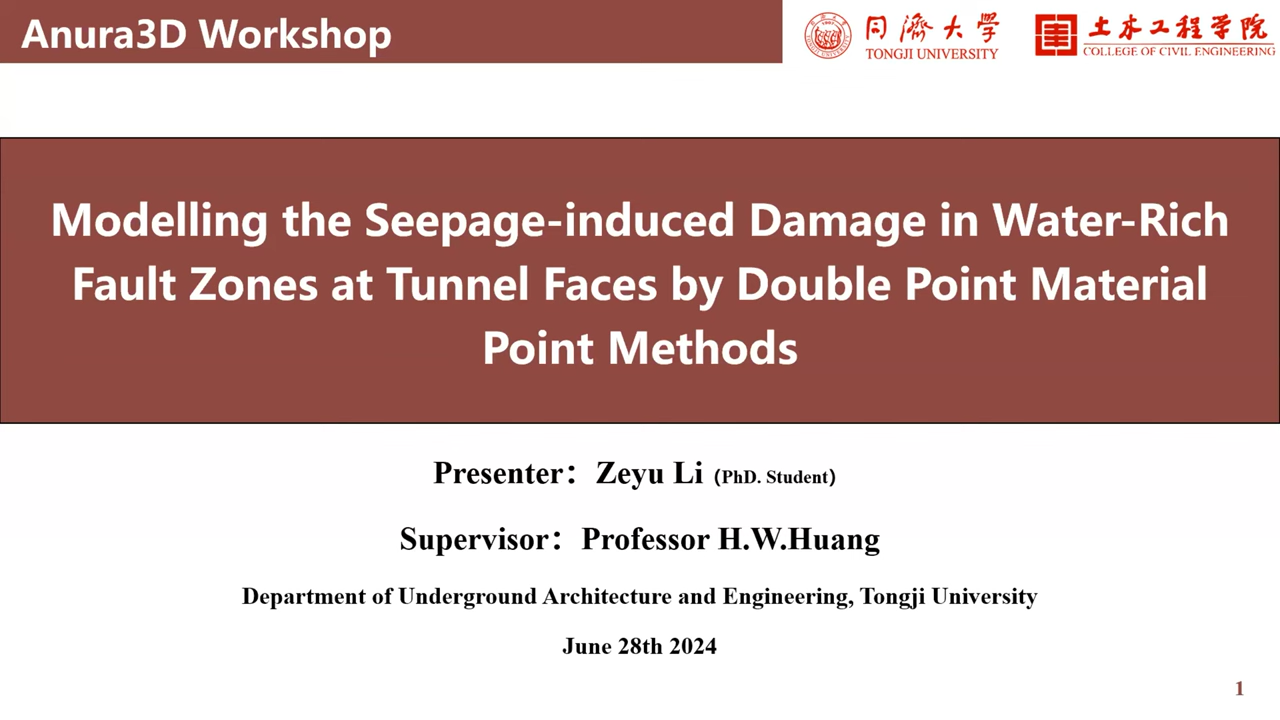 Anura3D Workshop
同濟大学
TONGJI UNIVERSITY
土木工程学院
COLLEGE OF CIVIL ENGINEERING
Modelling the Seepage-induced Damage in Water-Rich
Fault Zones at Tunnel Faces by Double Point Material
Point Methods
Presenter：Zeyu Li（PhD. Student）
Supervisor：Professor H.W.Huang
Department of Underground Architecture and Engineering, Tongji University
June 28th 2024
1